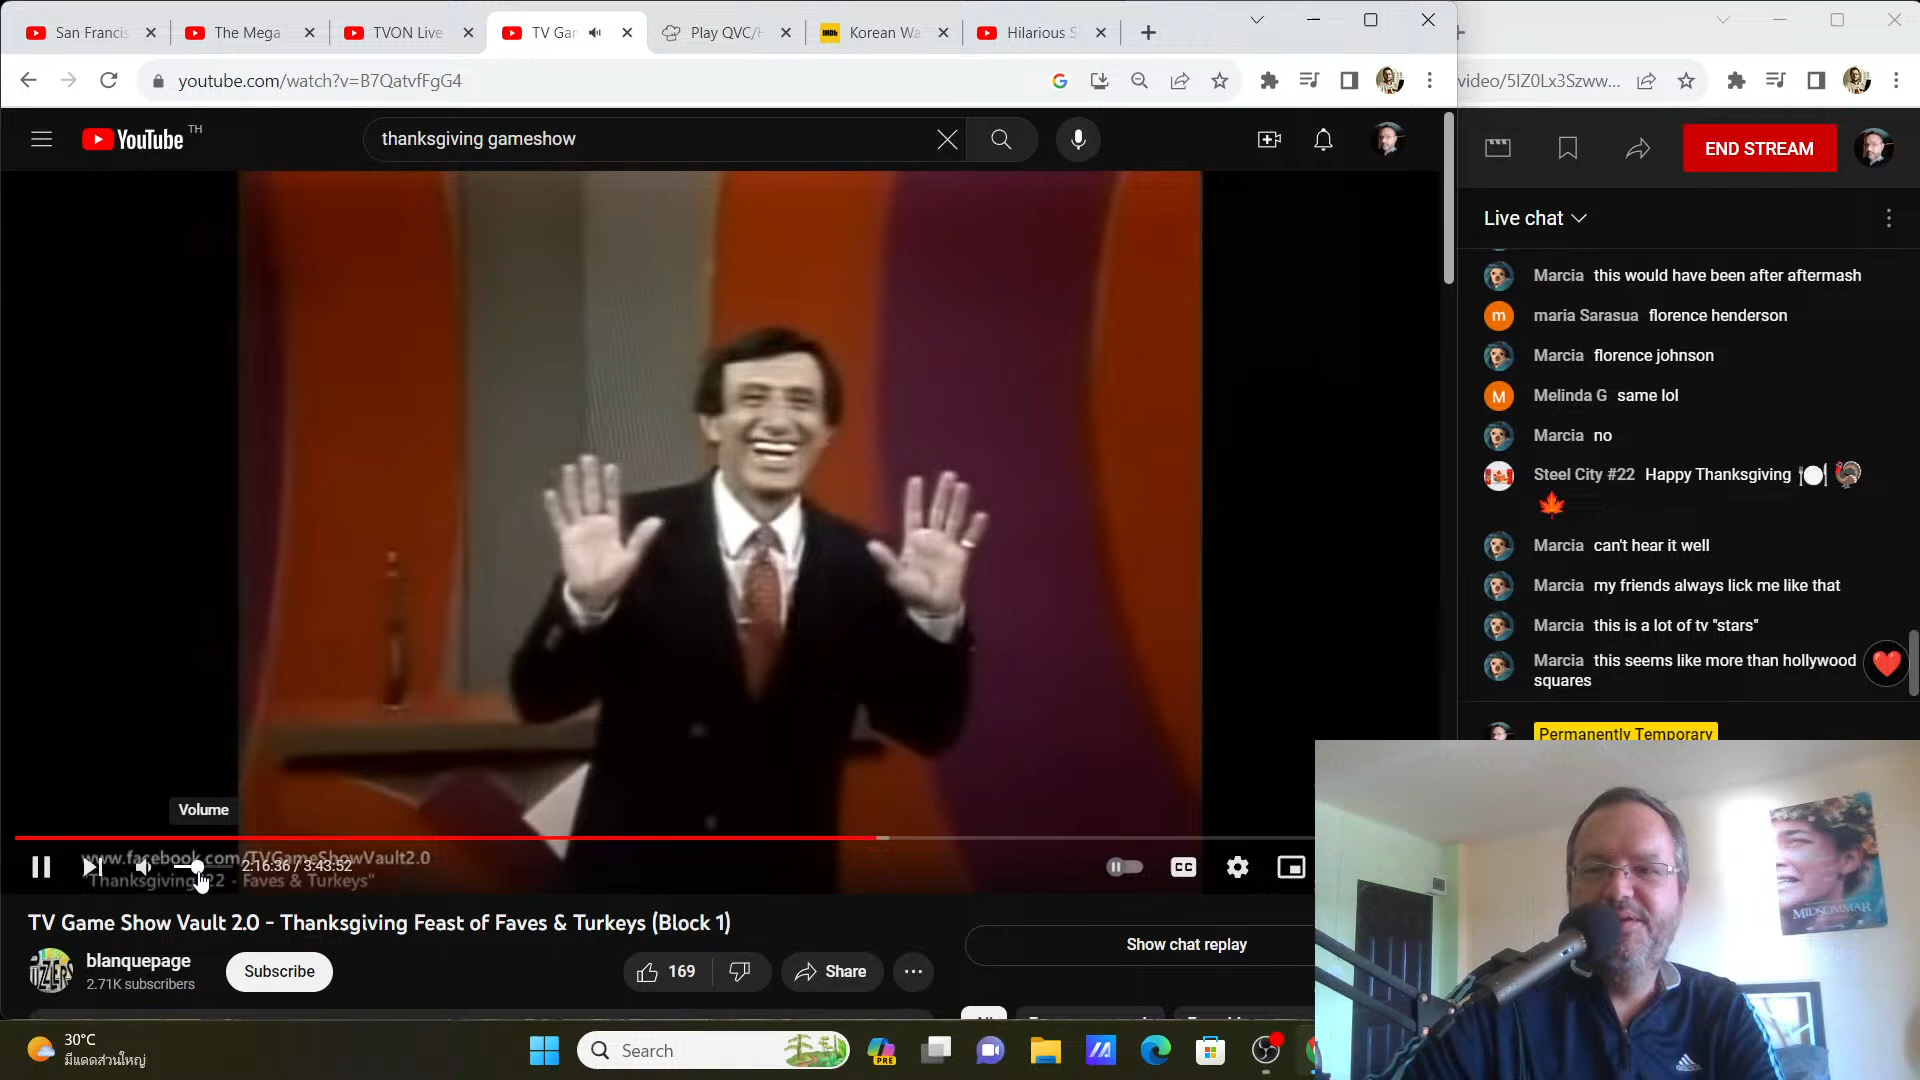 San Francis
The Mega
TVON Live
TV Gar
Play QVC/H
Korean Wa
Hilarious S
youtube.com/watch?v=B7QatvfFgG4
video/5IZ0Lx3Szww...
YouTube TH
thanksgiving gameshow
END STREAM
Live chat
Marcia this would have been after aftermash
maria Sarasua florence henderson
Marcia florence johnson
Melinda G same lol
Marcia no
Steel City #22 Happy Thanksgiving 🍽️ 🦃
🍁
Marcia can't hear it well
Marcia my friends always lick me like that
Marcia this is a lot of tv "stars"
Marcia this seems like more than hollywood
squares
Permanently Temporary
MIDSOMMAR
Volume
www.facebook.com/TVGameShowVault2.0
2:16:36 / 3:43:52
"Thanksgiving '22 - Faves & Turkeys"
CC
TV Game Show Vault 2.0 - Thanksgiving Feast of Faves & Turkeys (Block 1)
blanquepage
2.71K subscribers
Subscribe
169
Share
Show chat replay
30°C
มีแดดส่วนใหญ่
Search
PRE